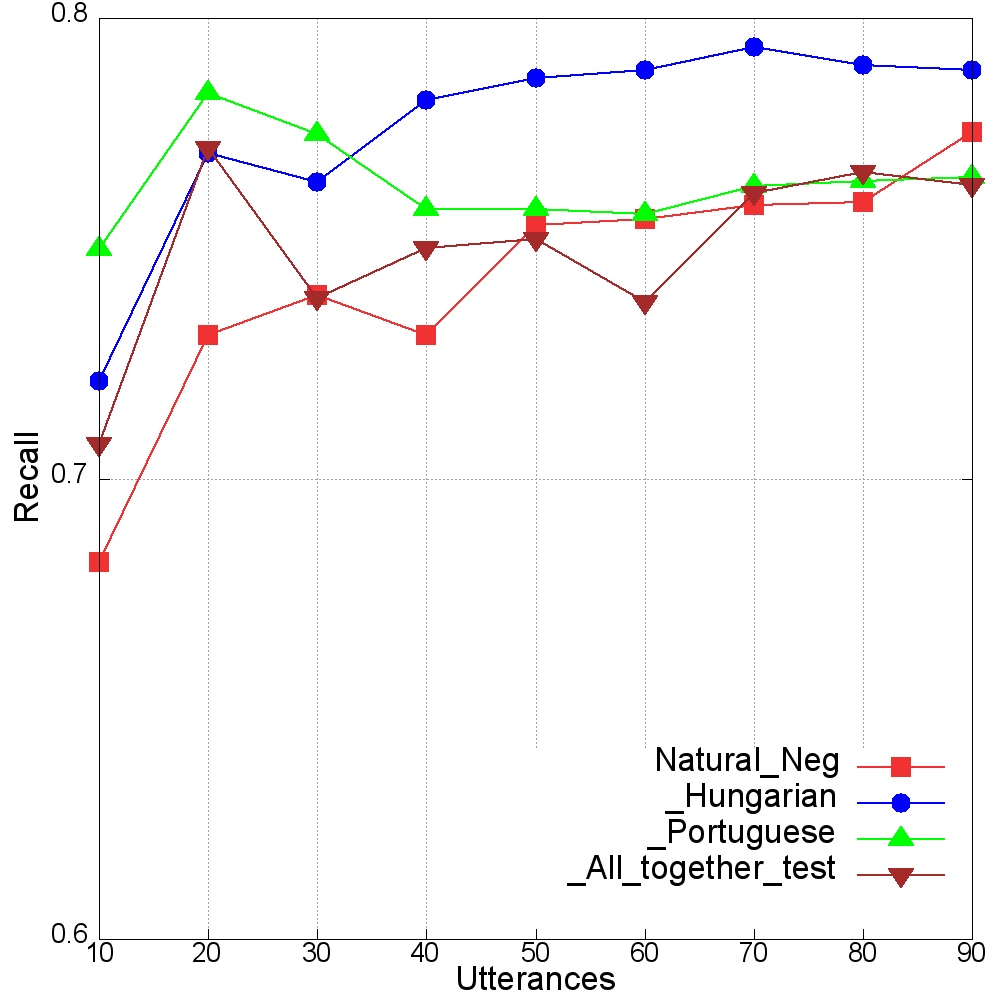 0.8
0.7
0.6
Recall
Natural_Neg
_Hungarian
_Portuguese
_All_together_test
10 20 30 40 50 60 70 80 90
Utterances